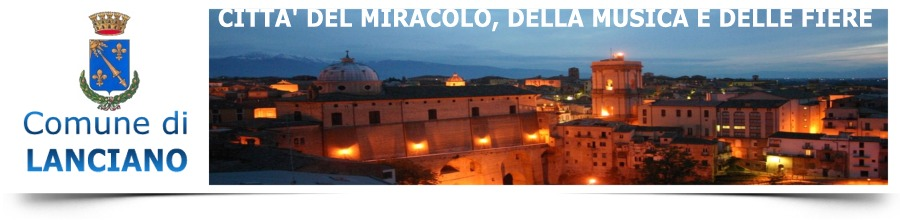 CITTA' DEL MIRACOLO, DELLA MUSICA E DELLE FIERE
Comune di
LANCIANO